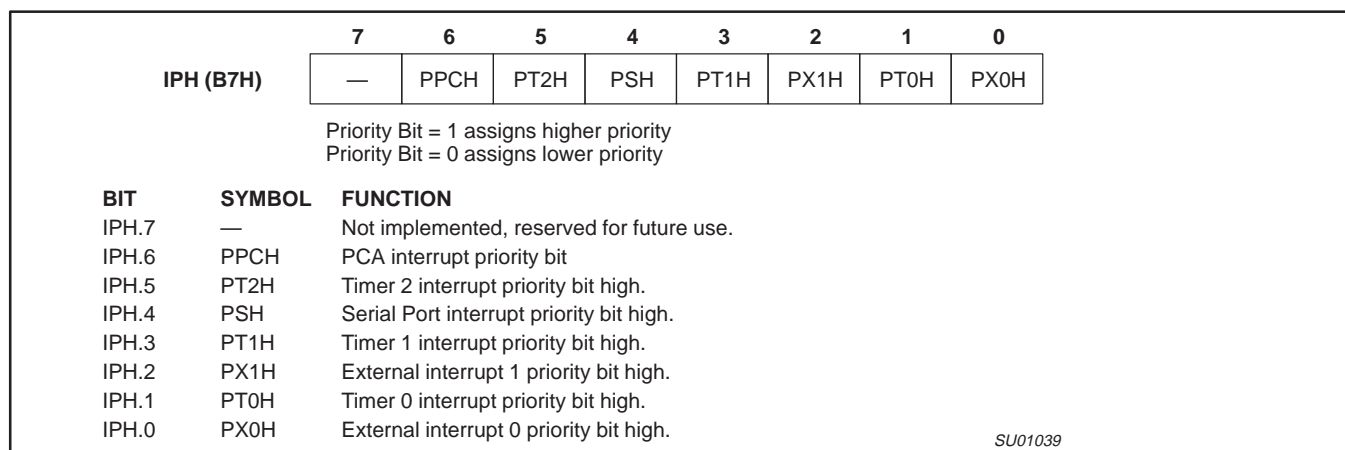 7 6 5 4 3 2 1 0
IPH (B7H) — PPCH PT2H PSH PT1H PX1H PT0H PX0H
Priority Bit = 1 assigns higher priority
Priority Bit = 0 assigns lower priority
BIT SYMBOL FUNCTION
IPH.7 — Not implemented, reserved for future use.
IPH.6 PPCH PCA interrupt priority bit
IPH.5 PT2H Timer 2 interrupt priority bit high.
IPH.4 PSH Serial Port interrupt priority bit high.
IPH.3 PT1H Timer 1 interrupt priority bit high.
IPH.2 PX1H External interrupt 1 priority bit high.
IPH.1 PT0H Timer 0 interrupt priority bit high.
IPH.0 PX0H External interrupt 0 priority bit high.
SU01039